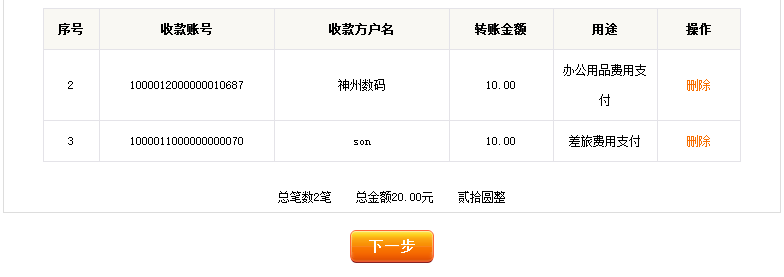 序号 收款账号 收款方户名 转账金额 用途 操作
2 1000012000000010687 神州数码 10.00 办公用品费用支付 删除
3 1000011000000000070 son 10.00 差旅费用支付 删除
总笔数2笔 总金额20.00元 贰拾圆整
下一步